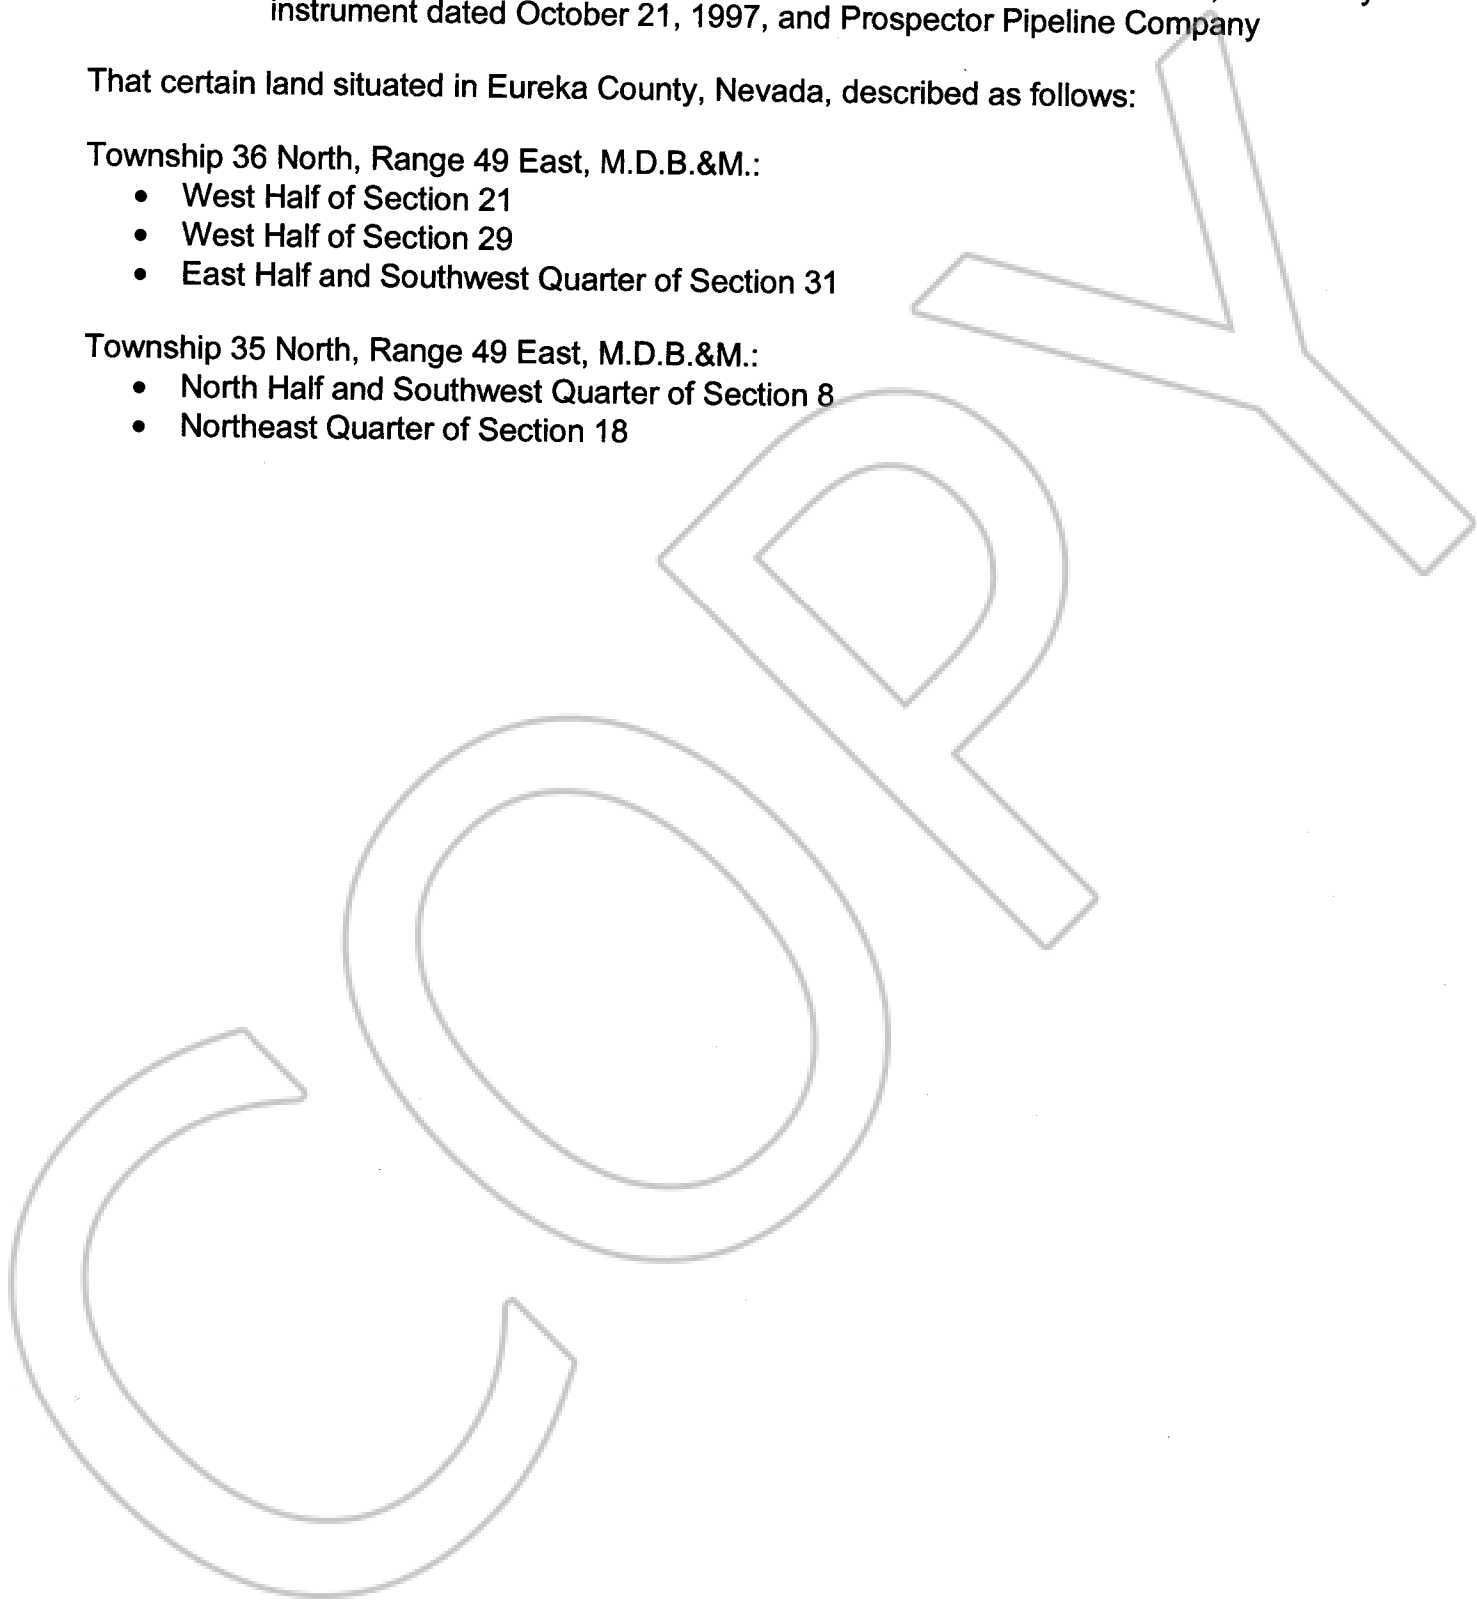 instrument dated October 21, 1997, and Prospector Pipeline Company
That certain land situated in Eureka County, Nevada, described as follows:
Township 36 North, Range 49 East, M.D.B.&M.:
• West Half of Section 21
• West Half of Section 29
• East Half and Southwest Quarter of Section 31
Township 35 North, Range 49 East, M.D.B.&M.:
• North Half and Southwest Quarter of Section 8
• Northeast Quarter of Section 18
COPY